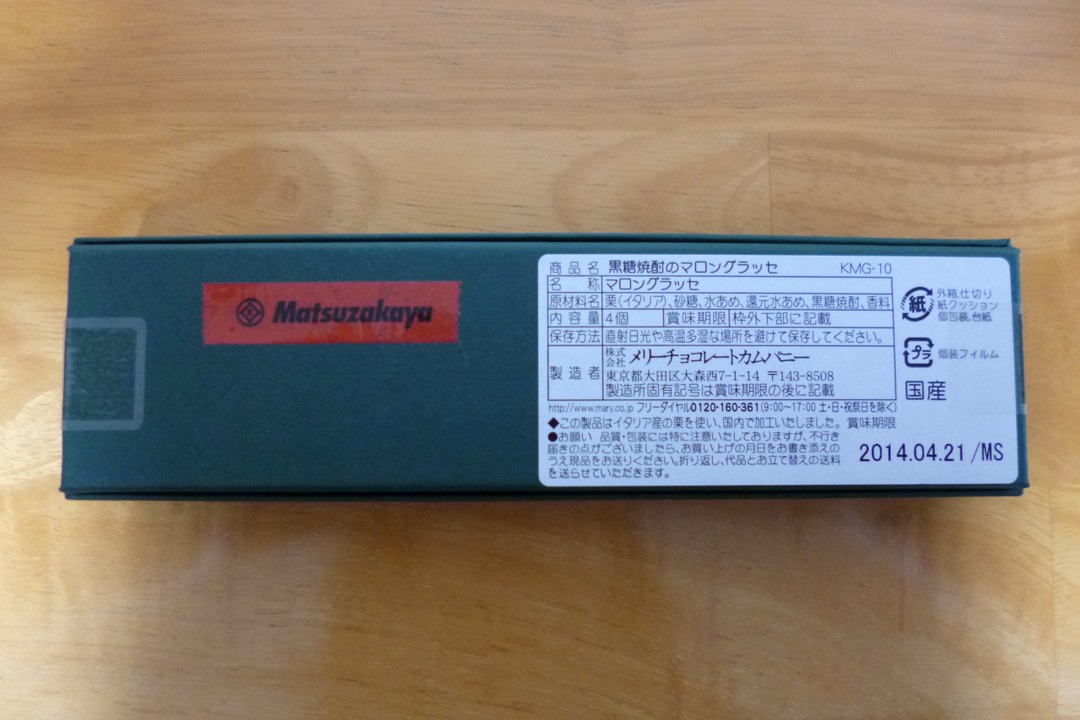 Matsuzakaya
商品名 黒糖焼酎のマロングラッセ KMG-10
名称 マロングラッセ
原材料名 栗(イタリア)、砂糖、水あめ、還元水あめ、黒糖焼酎、香料
内容量 4個 賞味期限 枠外下部に記載
保存方法 直射日光や高温多湿な場所を避けて保存してください。
製造者 株式会社 メリーチョコレートカムパニー
東京都大田区大森西7-1-14 〒143-8508
製造所固有記号は賞味期限の後に記載
http://www.mary.co.jp フリーダイヤル0120-160-361(9:00〜17:00 土・日・祝祭日を除く)
◆この製品はイタリア産の栗を使い、国内で加工いたしました。 賞味期限
●お願い 品質・包装には特に注意いたしておりますが、不行き
届きの点がございましたら、お買い上げの月日をお書き添えの
うえ現品をお送りください。折り返し、代品とお立て替えの送料
を送らせていただきます。
2014.04.21 /MS
紙
外箱、仕切り
紙クッション
個包装、台紙
プラ
個装フィルム
国産